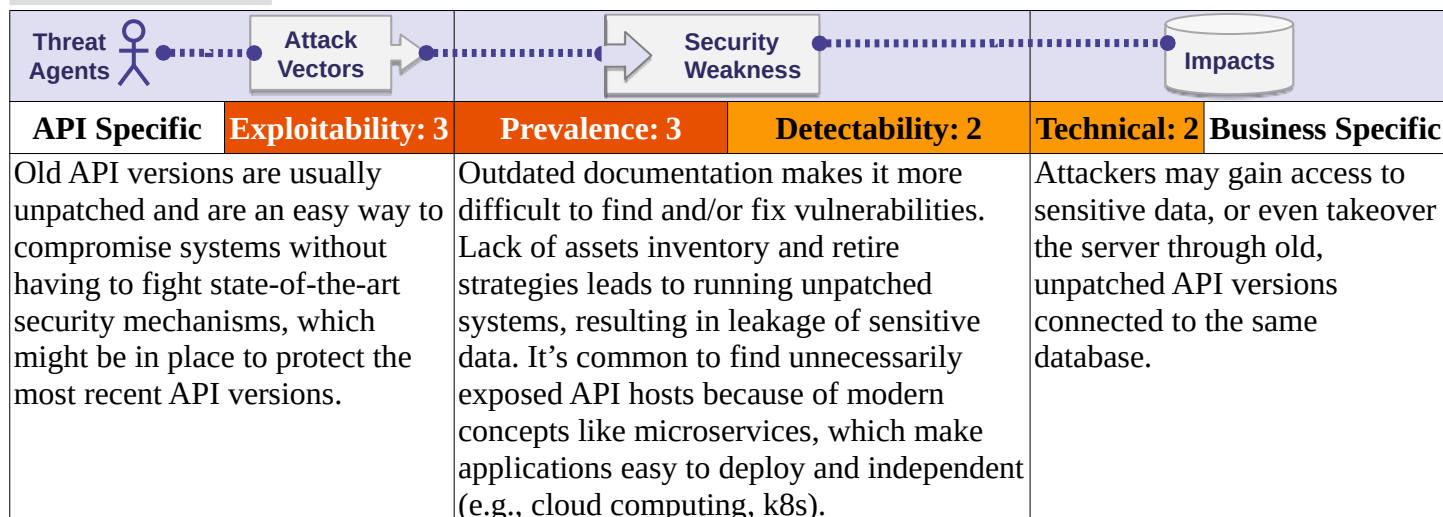 Threat
Agents
Attack
Vectors
Security
Weakness
Impacts
API Specific
Exploitability: 3
Prevalence: 3
Detectability: 2
Technical: 2
Business Specific
Old API versions are usually
unpatched and are an easy way to
compromise systems without
having to fight state-of-the-art
security mechanisms, which
might be in place to protect the
most recent API versions.
Outdated documentation makes it more
difficult to find and/or fix vulnerabilities.
Lack of assets inventory and retire
strategies leads to running unpatched
systems, resulting in leakage of sensitive
data. It’s common to find unnecessarily
exposed API hosts because of modern
concepts like microservices, which make
applications easy to deploy and independent
(e.g., cloud computing, k8s).
Attackers may gain access to
sensitive data, or even takeover
the server through old,
unpatched API versions
connected to the same
database.